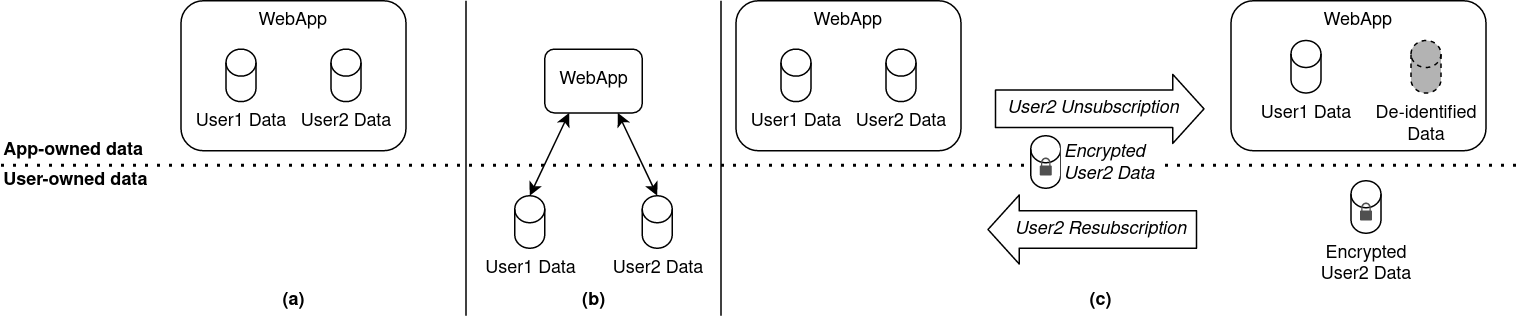 WebApp
User1 Data User2 Data
App-owned data
User-owned data
(a)
WebApp
User1 Data User2 Data
(b)
WebApp
User1 Data User2 Data
User2 Unsubscription
Encrypted
User2 Data
User2 Resubscription
WebApp
User1 Data De-identified
Data
Encrypted
User2 Data
(c)